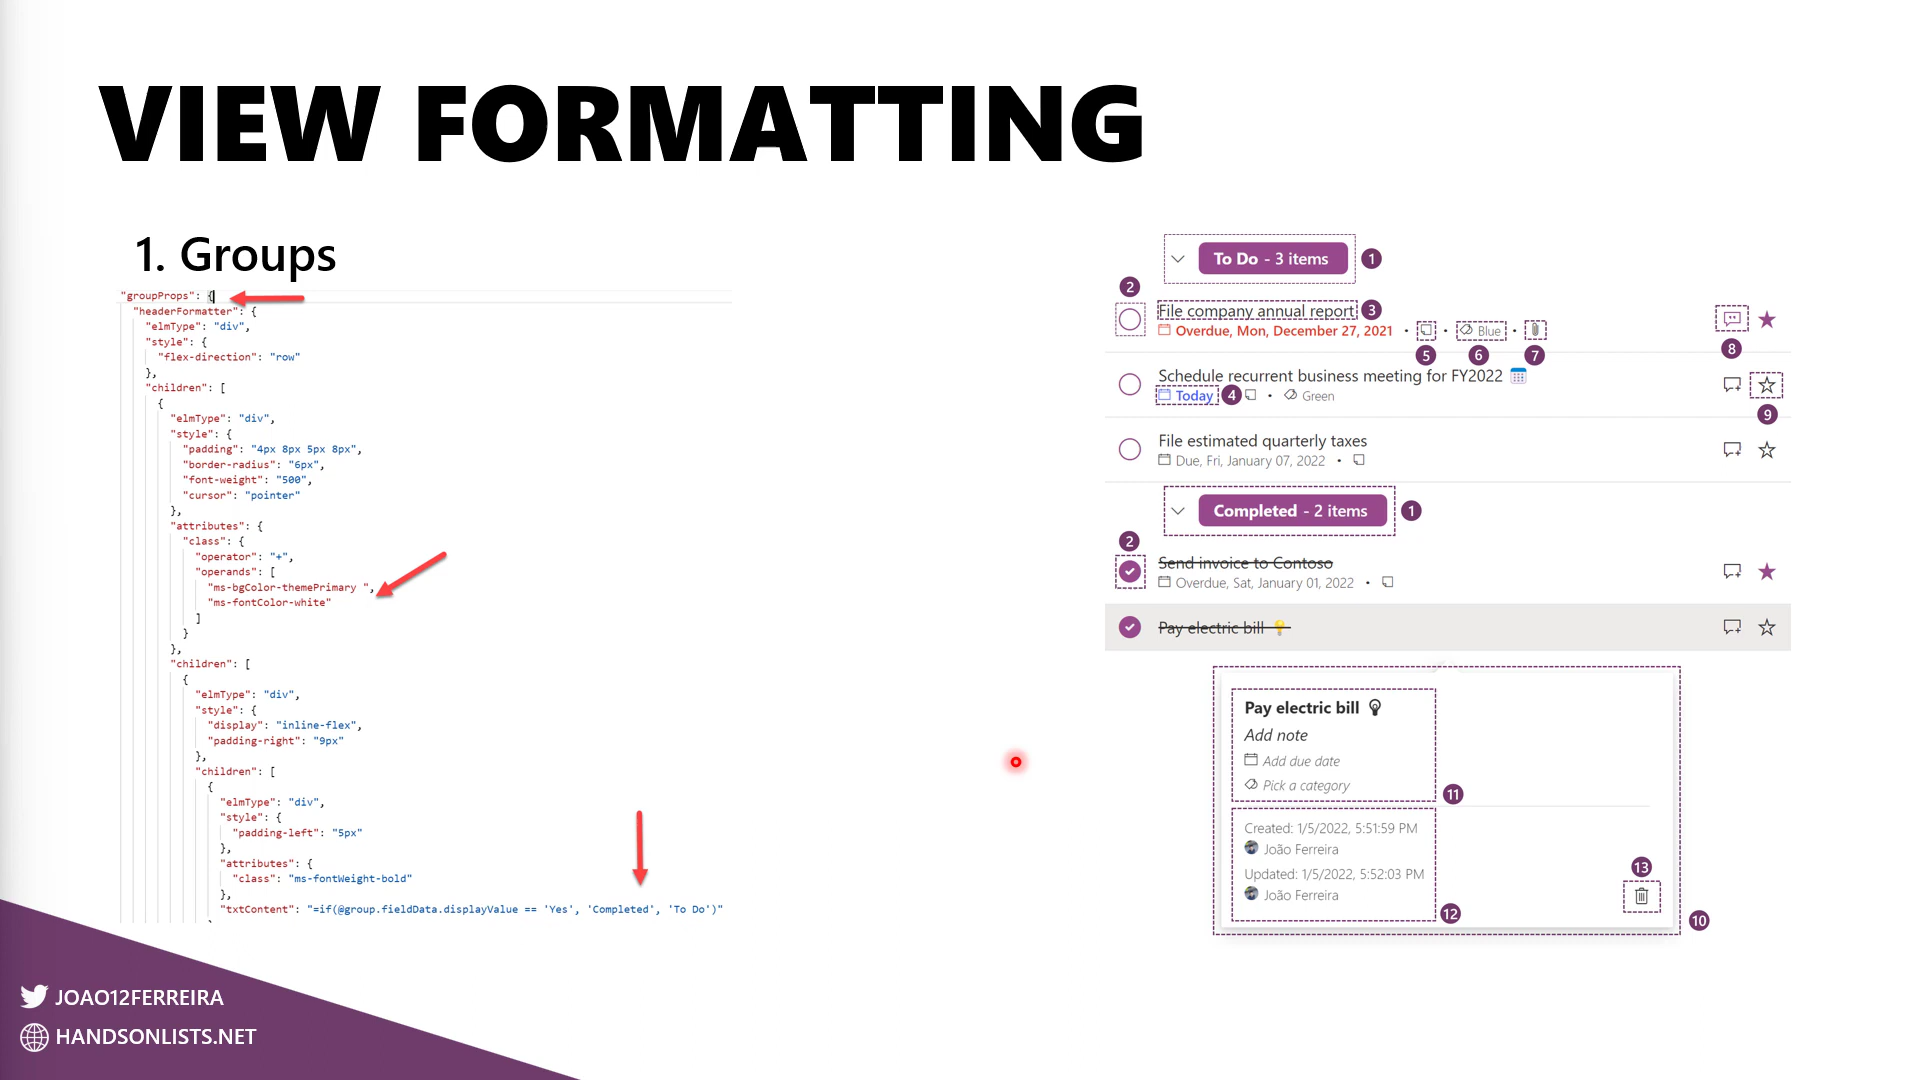 VIEW FORMATTING
1. Groups
"groupProps": {
"headerFormatter": {
"elmType": "div",
"style": {
"flex-direction": "row"
},
"children": [
{
"elmType": "div",
"style": {
"padding": "4px 8px 5px 8px",
"border-radius": "6px",
"font-weight": "500",
"cursor": "pointer"
},
"attributes": {
"class": {
"operator": "+",
"operands": [
"ms-bgColor-themePrimary ",
"ms-fontColor-white"
]
}
},
"children": [
{
"elmType": "div",
"style": {
"display": "inline-flex",
"padding-right": "9px"
},
"children": [
{
"elmType": "div",
"style": {
"padding-left": "5px"
},
"attributes": {
"class": "ms-fontWeight-bold"
},
"txtContent": "=if(@group.fieldData.displayValue == 'Yes', 'Completed', 'To Do')"
To Do - 3 items 1
2
File company annual report 3
Overdue, Mon, December 27, 2021 • • Blue •
5 6 7 8
Schedule recurrent business meeting for FY2022
Today 4 • Green
9
File estimated quarterly taxes
Due, Fri, January 07, 2022 •
Completed - 2 items 1
2
Send invoice to Contoso
Overdue, Sat, January 01, 2022 •
Pay electric bill
Pay electric bill
Add note
Add due date
Pick a category
11
Created: 1/5/2022, 5:51:59 PM
João Ferreira
Updated: 1/5/2022, 5:52:03 PM
João Ferreira
13
12
10
JOAO12FERREIRA
HANDSONLISTS.NET